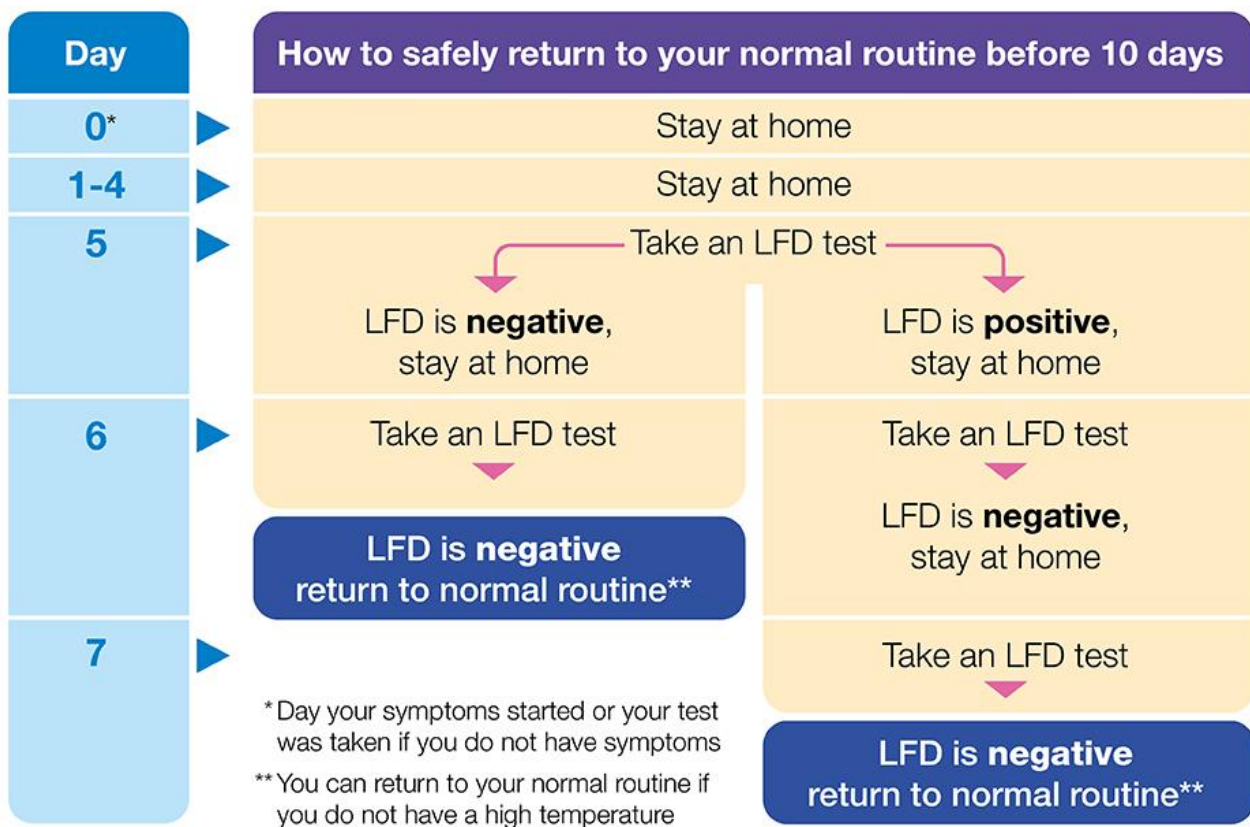 Day
How to safely return to your normal routine before 10 days
0*
Stay at home
1-4
Stay at home
5
Take an LFD test
LFD is negative,
stay at home
LFD is positive,
stay at home
6
Take an LFD test
LFD is negative
return to normal routine**
Take an LFD test
LFD is negative,
stay at home
7
Take an LFD test
LFD is negative
return to normal routine**
* Day your symptoms started or your test
was taken if you do not have symptoms
** You can return to your normal routine if
you do not have a high temperature